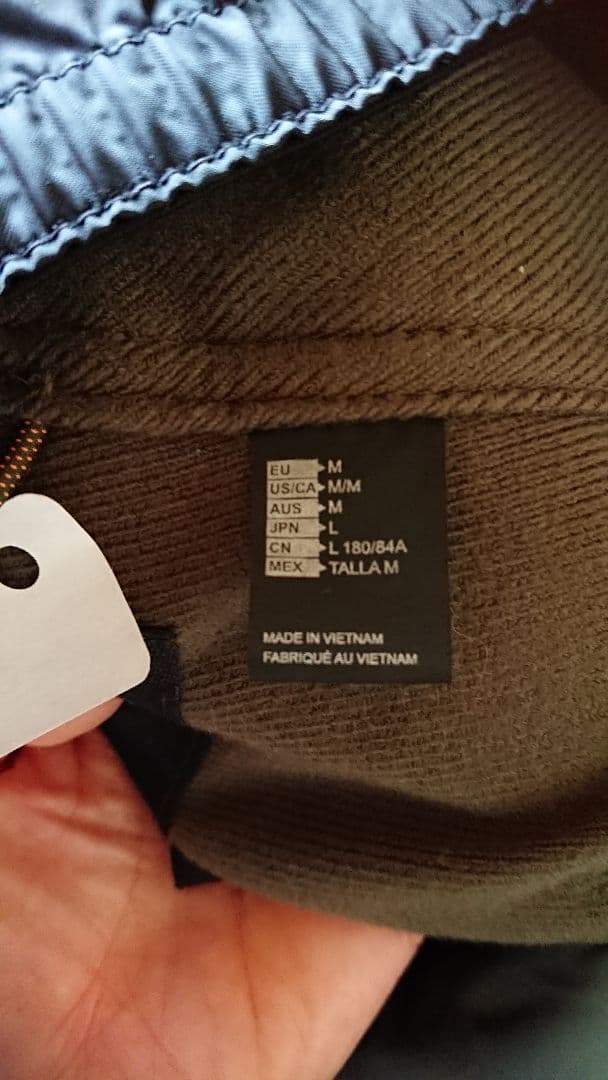 EU M
US/CA M/M
AUS M
JPN L
CN L 180/84A
MEX TALLA M
MADE IN VIETNAM
FABRIQUÉ AU VIETNAM